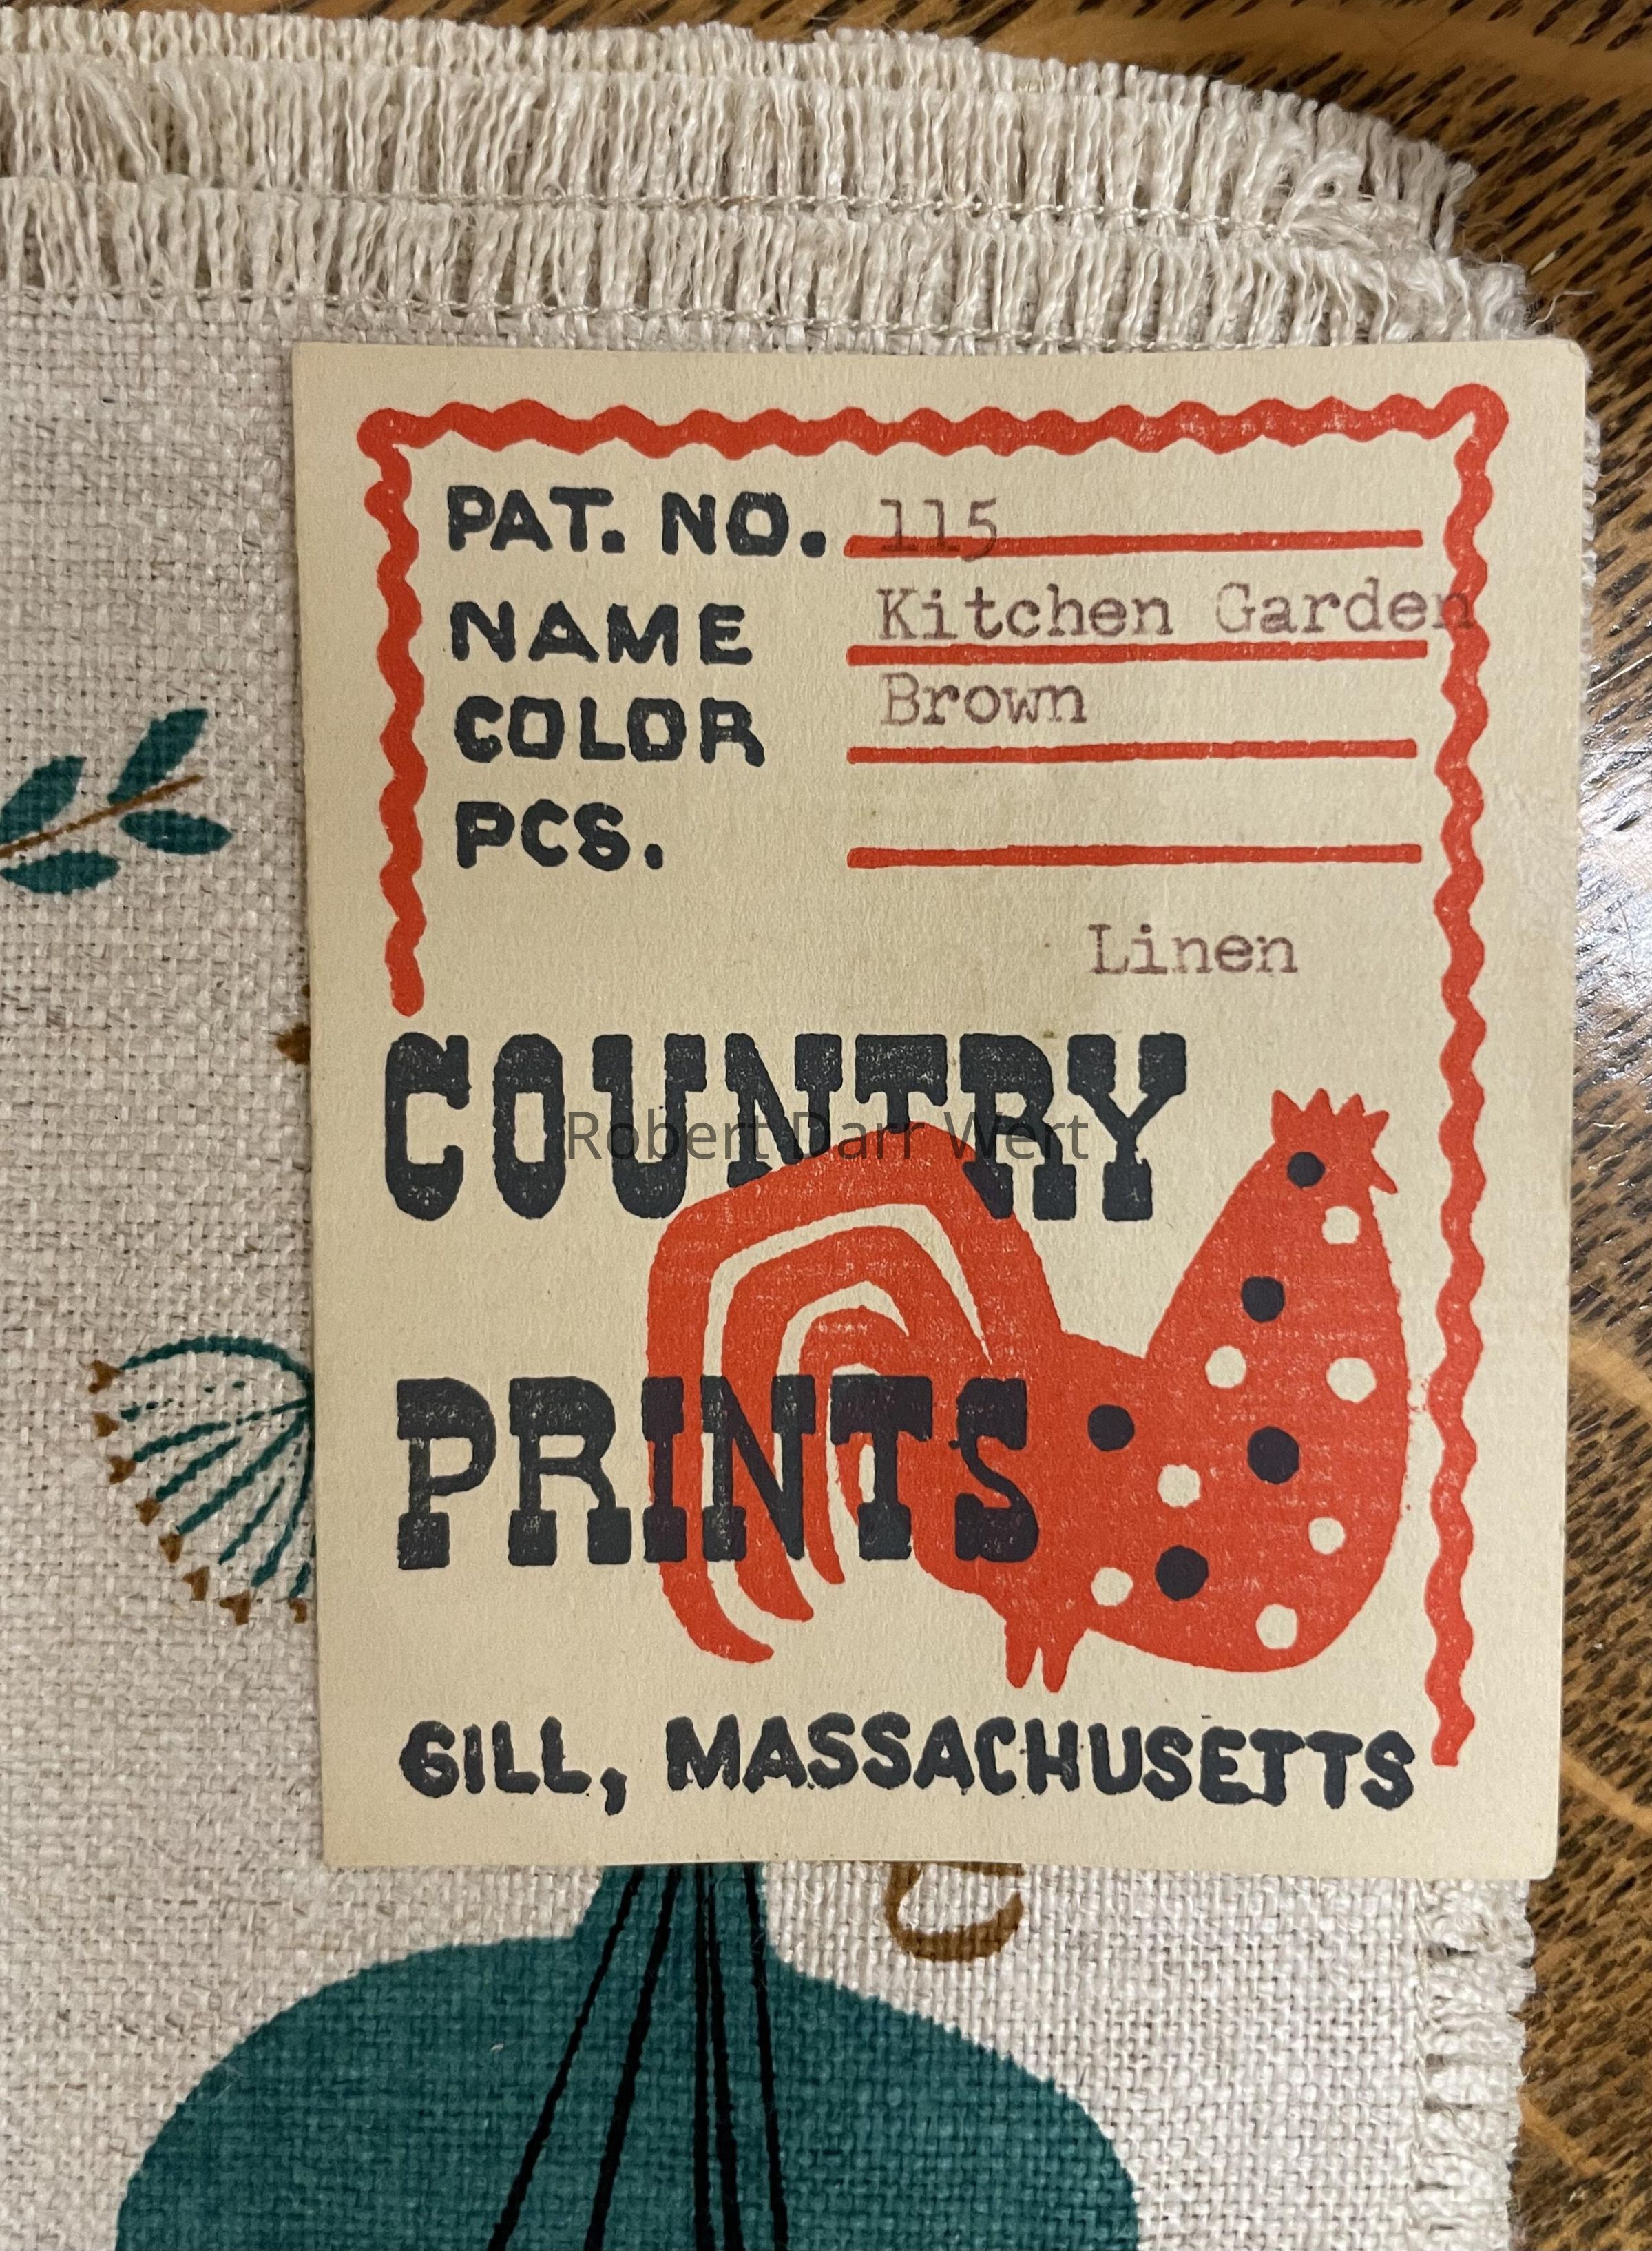 PAT. NO. 115
NAME Kitchen Garden
COLOR Brown
PCS.
Linen
COUNTRY
Robert Darr Wert
PRINTS
GILL, MASSACHUSETTS